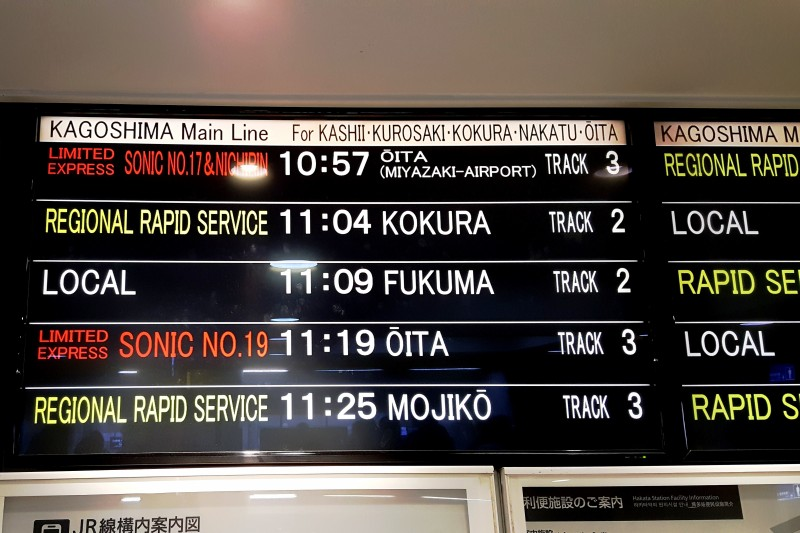 KAGOSHIMA Main Line For KASHII・KUROSAKI・KOKURA・NAKATU・ŌITA
LIMITED EXPRESS SONIC NO.17&NICHIRIN 10:57 ŌITA (MIYAZAKI-AIRPORT) TRACK 3
REGIONAL RAPID SERVICE 11:04 KOKURA TRACK 2
LOCAL 11:09 FUKUMA TRACK 2
LIMITED EXPRESS SONIC NO.19 11:19 ŌITA TRACK 3
REGIONAL RAPID SERVICE 11:25 MOJIKŌ TRACK 3
KAGOSHIMA M
REGIONAL RAPID
LOCAL
RAPID SE
LOCAL
RAPID S
JR線構内案内図
利便施設のご案内 Hakata Station Facility Information